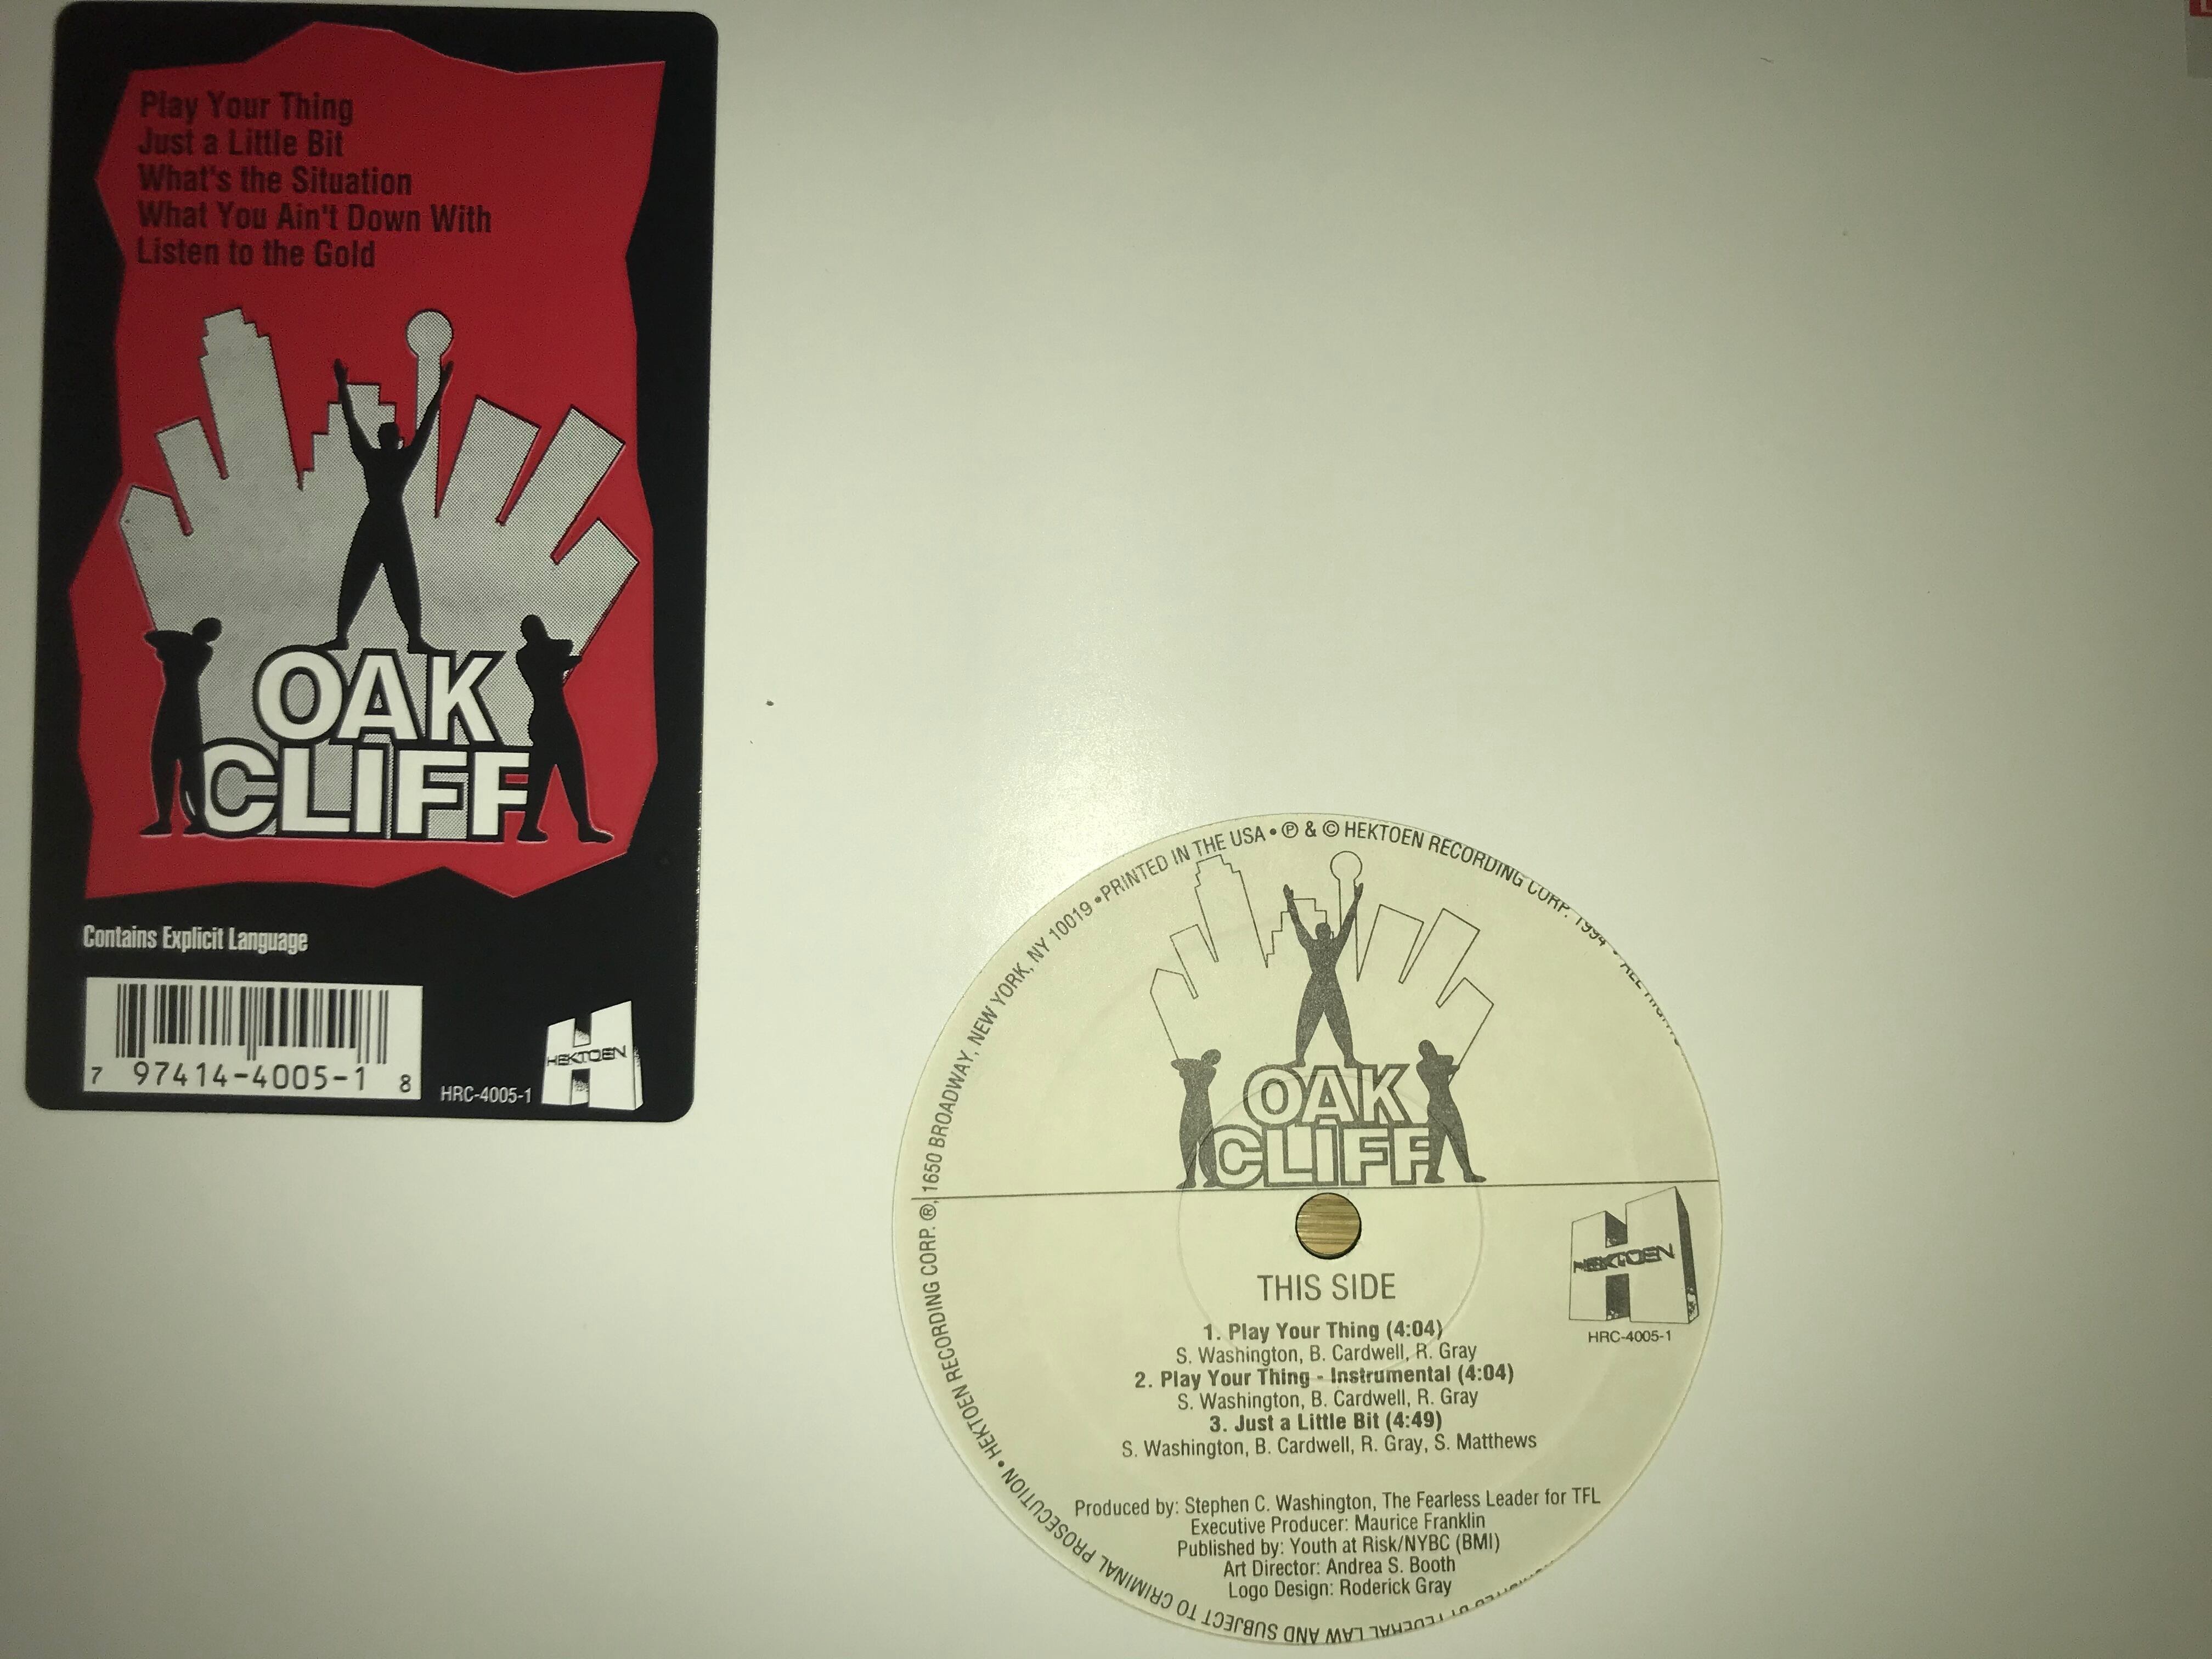 Play Your Thing
Just a Little Bit
What's the Situation
What You Ain't Down With
Listen to the Gold
OAK
CLIFF
Contains Explicit Language
7 97414-4005-1 8
HRC-4005-1
HEKTOEN
HEKTOEN RECORDING CORP. ®, 1650 BROADWAY, NEW YORK, NY 10019 • PRINTED IN THE USA • ℗ & © HEKTOEN RECORDING CORP. 1994 • ALL
FEDERAL LAW AND SUBJECT TO CRIMINAL PROSECUTION •
OAK
CLIFF
HEKTOEN
HRC-4005-1
THIS SIDE
1. Play Your Thing (4:04)
S. Washington, B. Cardwell, R. Gray
2. Play Your Thing - Instrumental (4:04)
S. Washington, B. Cardwell, R. Gray
3. Just a Little Bit (4:49)
S. Washington, B. Cardwell, R. Gray, S. Matthews
Produced by: Stephen C. Washington, The Fearless Leader for TFL
Executive Producer: Maurice Franklin
Published by: Youth at Risk/NYBC (BMI)
Art Director: Andrea S. Booth
Logo Design: Roderick Gray